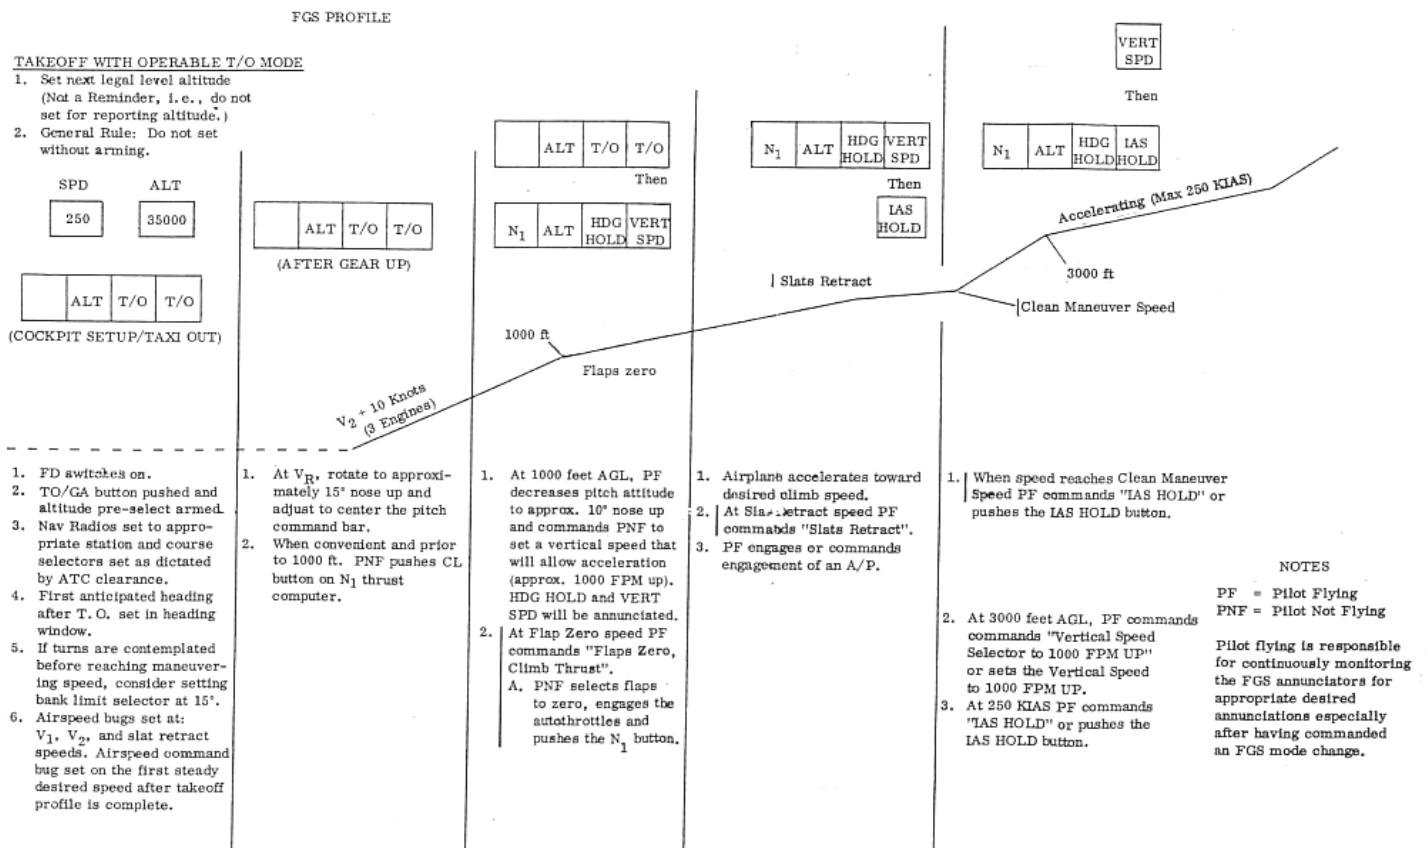 FGS PROFILE
TAKEOFF WITH OPERABLE T/O MODE
1. Set next legal level altitude
(Not a Reminder, i.e., do not
set for reporting altitude.)
2. General Rule: Do not set
without arming.
SPD ALT
250 35000
ALT T/O T/O
(COCKPIT SETUP/TAXI OUT)
ALT T/O T/O
(AFTER GEAR UP)
ALT T/O T/O
Then
N1 ALT HDG HOLD VERT SPD
N1 ALT HDG HOLD VERT SPD
Then
IAS
HOLD
VERT
SPD
Then
N1 ALT HDG HOLD IAS HOLD
V2 + 10 Knots
(3 Engines)
1000 ft
Flaps zero
Slats Retract
Clean Maneuver Speed
3000 ft
Accelerating (Max 250 KIAS)
1. FD switches on.
2. TO/GA button pushed and
altitude pre-select armed.
3. Nav Radios set to appro-
priate station and course
selectors set as dictated
by ATC clearance.
4. First anticipated heading
after T.O. set in heading
window.
5. If turns are contemplated
before reaching maneuver-
ing speed, consider setting
bank limit selector at 15°.
6. Airspeed bugs set at:
V1, V2, and slat retract
speeds. Airspeed command
bug set on the first steady
desired speed after takeoff
profile is complete.
1. At VR, rotate to approxi-
mately 15° nose up and
adjust to center the pitch
command bar.
2. When convenient and prior
to 1000 ft. PNF pushes CL
button on N1 thrust
computer.
1. At 1000 feet AGL, PF
decreases pitch attitude
to approx. 10° nose up
and commands PNF to
set a vertical speed that
will allow acceleration
(approx. 1000 FPM up).
HDG HOLD and VERT
SPD will be annunciated.
2. At Flap Zero speed PF
commands "Flaps Zero,
Climb Thrust".
A. PNF selects flaps
to zero, engages the
autothrottles and
pushes the N1 button.
1. Airplane accelerates toward
desired climb speed.
2. At Slat retract speed PF
commands "Slats Retract".
3. PF engages or commands
engagement of an A/P.
1. When speed reaches Clean Maneuver
Speed PF commands "IAS HOLD" or
pushes the IAS HOLD button.
2. At 3000 feet AGL, PF commands
commands "Vertical Speed
Selector to 1000 FPM UP"
or sets the Vertical Speed
to 1000 FPM UP.
3. At 250 KIAS PF commands
"IAS HOLD" or pushes the
IAS HOLD button.
NOTES
PF = Pilot Flying
PNF = Pilot Not Flying
Pilot flying is responsible
for continuously monitoring
the FGS annunciators for
appropriate desired
annunciations especially
after having commanded
an FGS mode change.